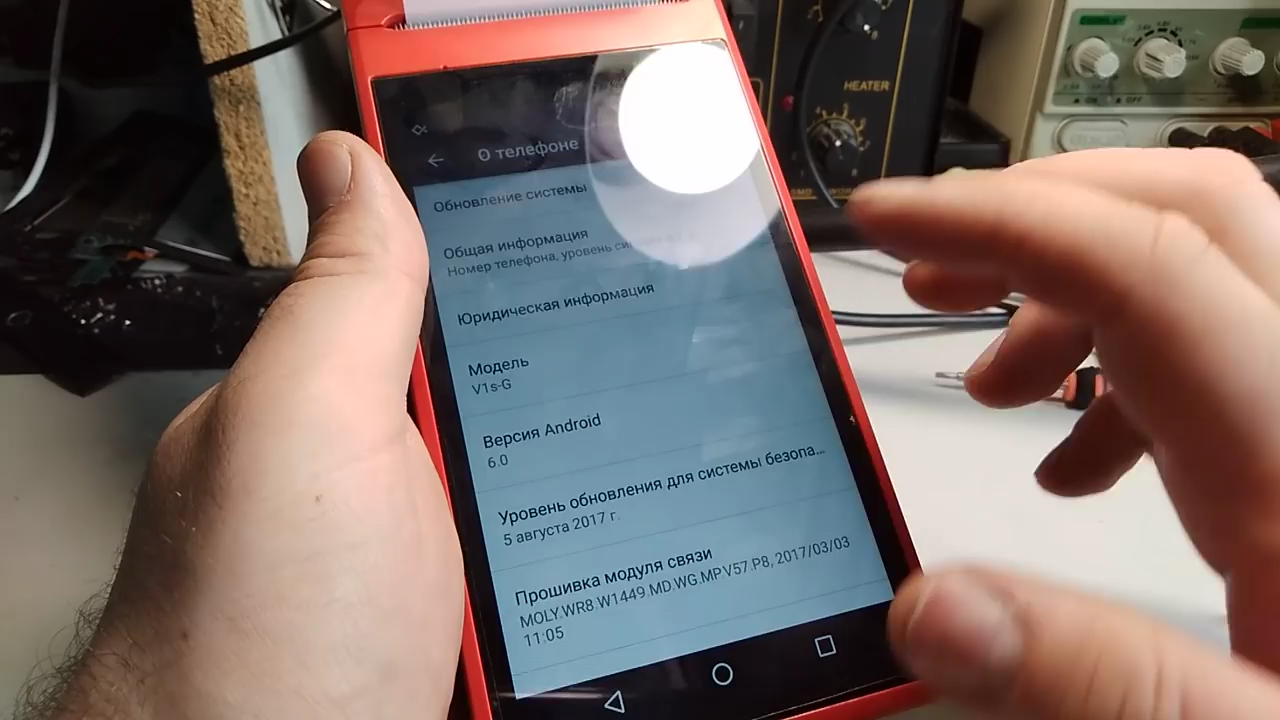 HEATER
О телефоне
Обновление системы
Общая информация
Номер телефона, уровень
Юридическая информация
Модель
V1s-G
Версия Android
6.0
Уровень обновления для системы безопа...
5 августа 2017 г.
Прошивка модуля связи
MOLY.WR8.W1449.MD.WG.MP.V57.P8, 2017/03/03
11:05